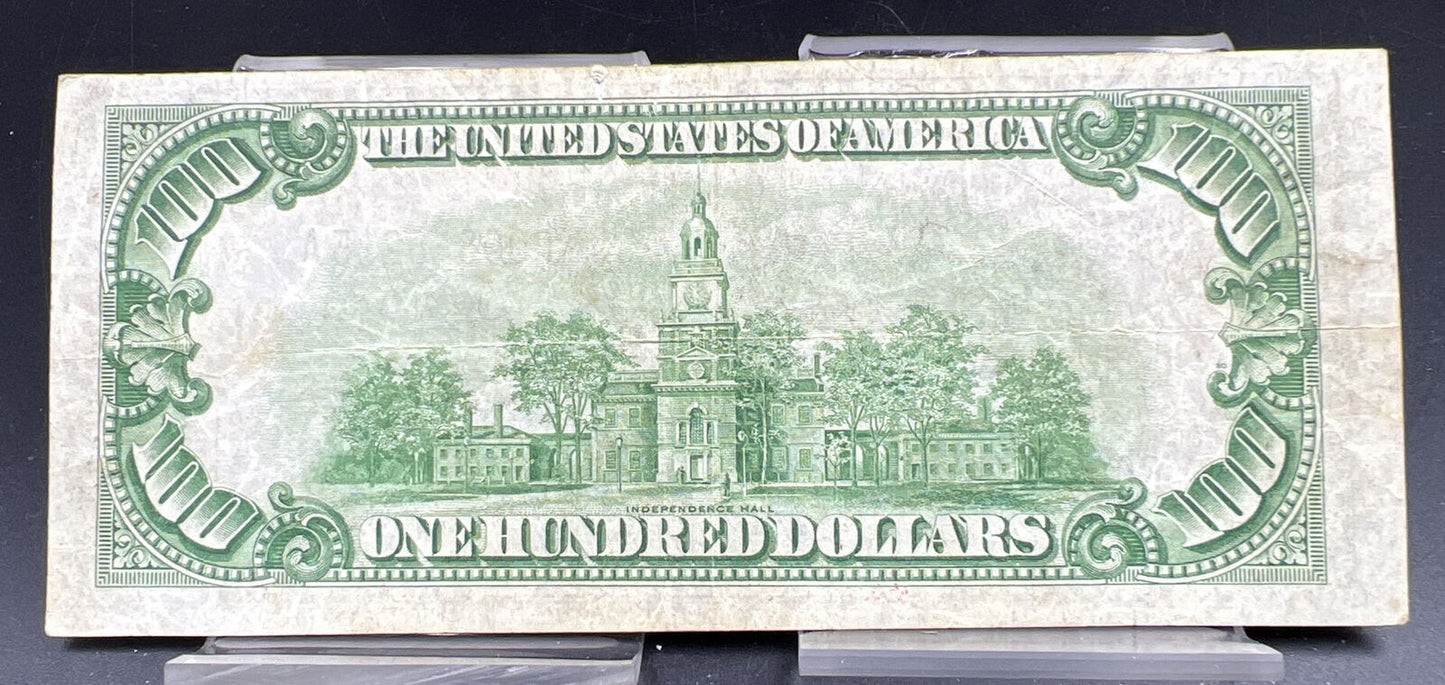 THE UNITED STATES OF AMERICA
100
100
INDEPENDENCE HALL
100
100
ONE HUNDRED DOLLARS